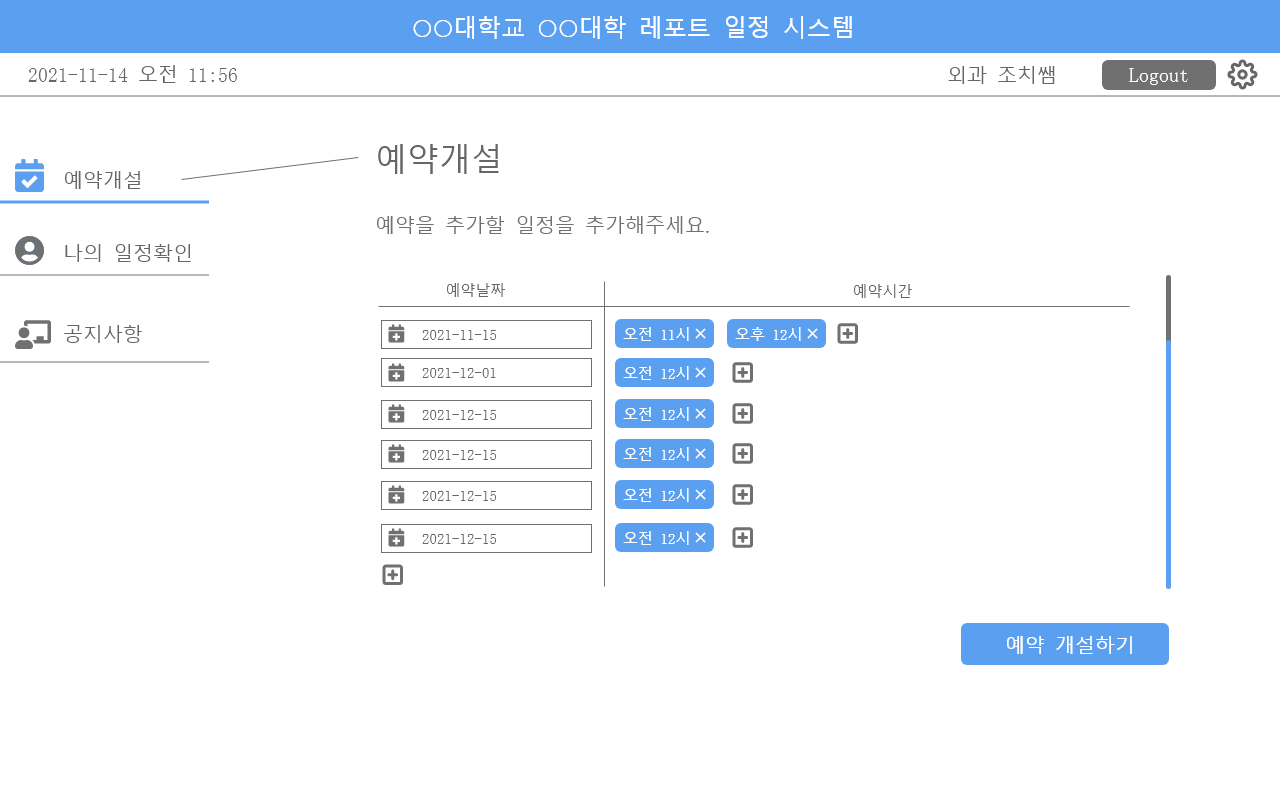 ○○대학교 ○○대학 레포트 일정 시스템
2021-11-14 오전 11:56
외과 조치쌤
Logout
예약개설
나의 일정확인
공지사항
예약개설
예약을 추가할 일정을 추가해주세요.
예약날짜 예약시간
2021-11-15 오전 11시 × 오후 12시 ×
2021-12-01 오전 12시 ×
2021-12-15 오전 12시 ×
2021-12-15 오전 12시 ×
2021-12-15 오전 12시 ×
2021-12-15 오전 12시 ×
예약 개설하기